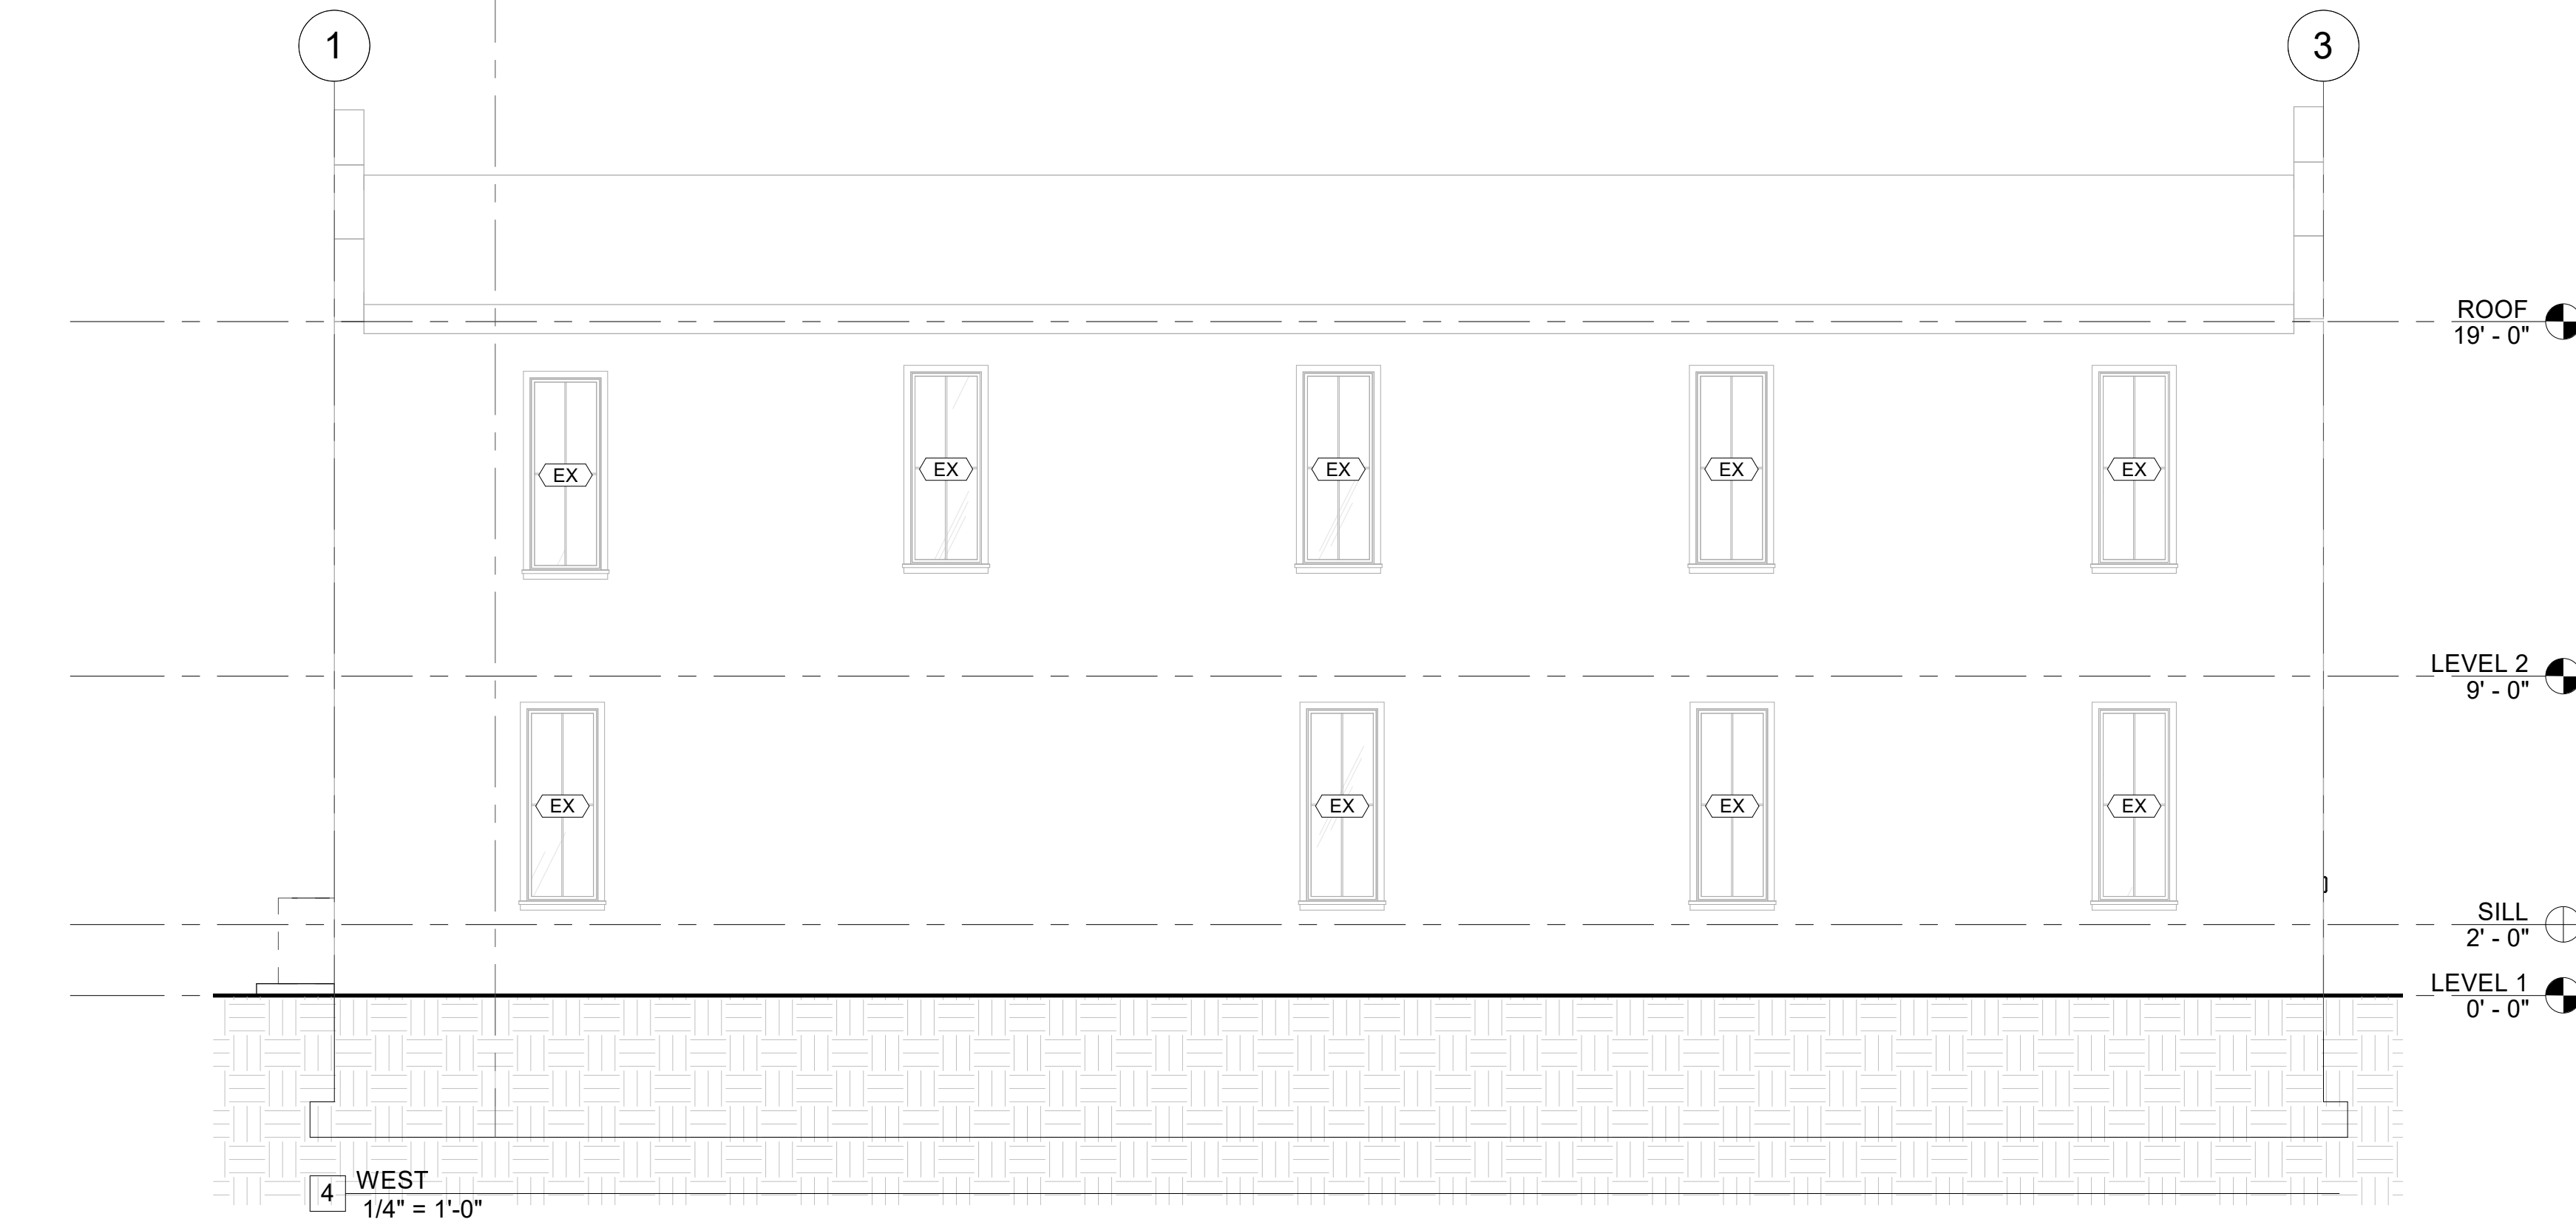 1
3
ROOF
19' - 0"
EX
EX
EX
EX
EX
LEVEL 2
9' - 0"
EX
EX
EX
EX
SILL
2' - 0"
LEVEL 1
0' - 0"
4
WEST
1/4" = 1'-0"